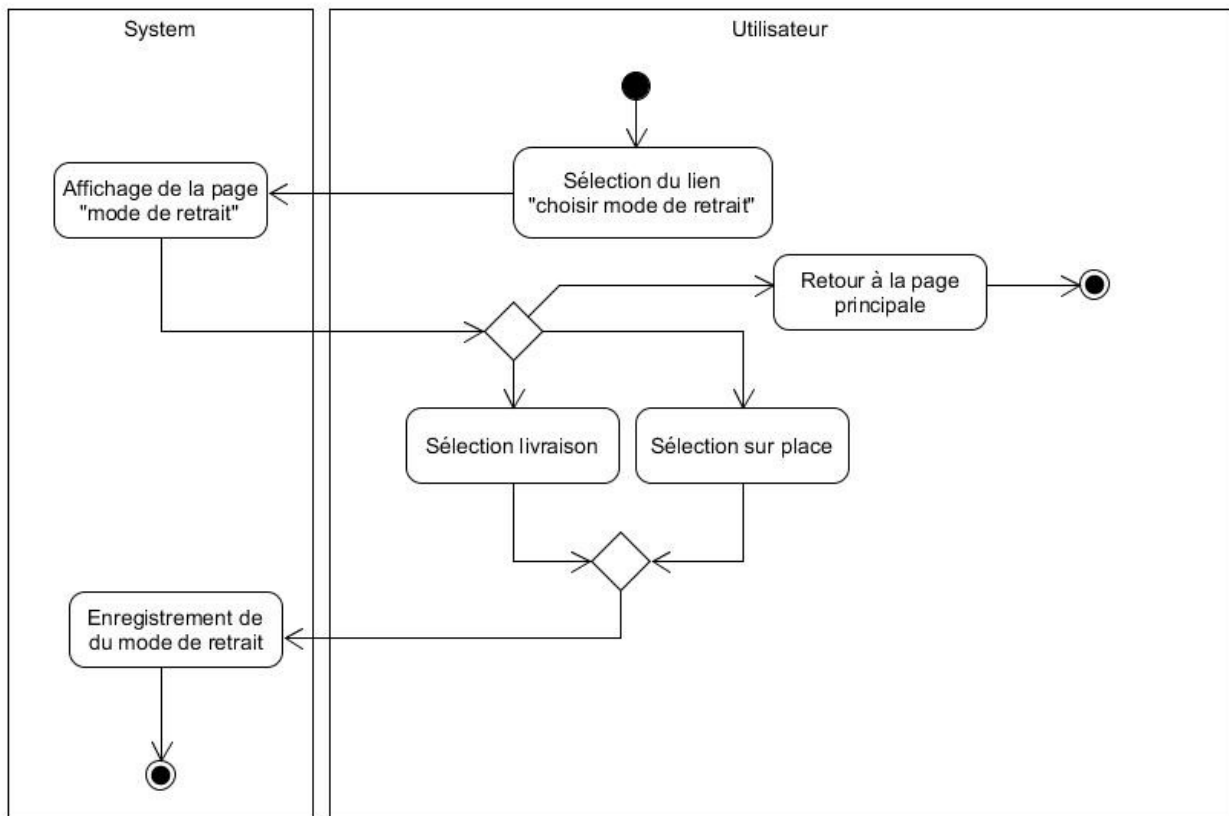 System
Utilisateur
Sélection du lien
"choisir mode de retrait"
Affichage de la page
"mode de retrait"
Retour à la page
principale
Sélection livraison
Sélection sur place
Enregistrement de
du mode de retrait